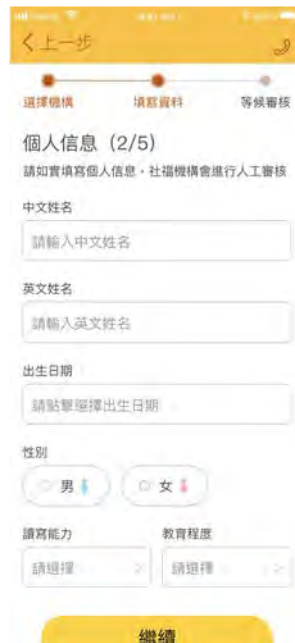 上一步
選擇機構
填寫資料
等候審核
個人信息（2/5）
請如實填寫個人信息，社福機構會進行人工審核
中文姓名
請輸入中文姓名
英文姓名
請輸入英文姓名
出生日期
請點擊選擇出生日期
性別
男
女
讀寫能力
教育程度
請選擇
請選擇
繼續